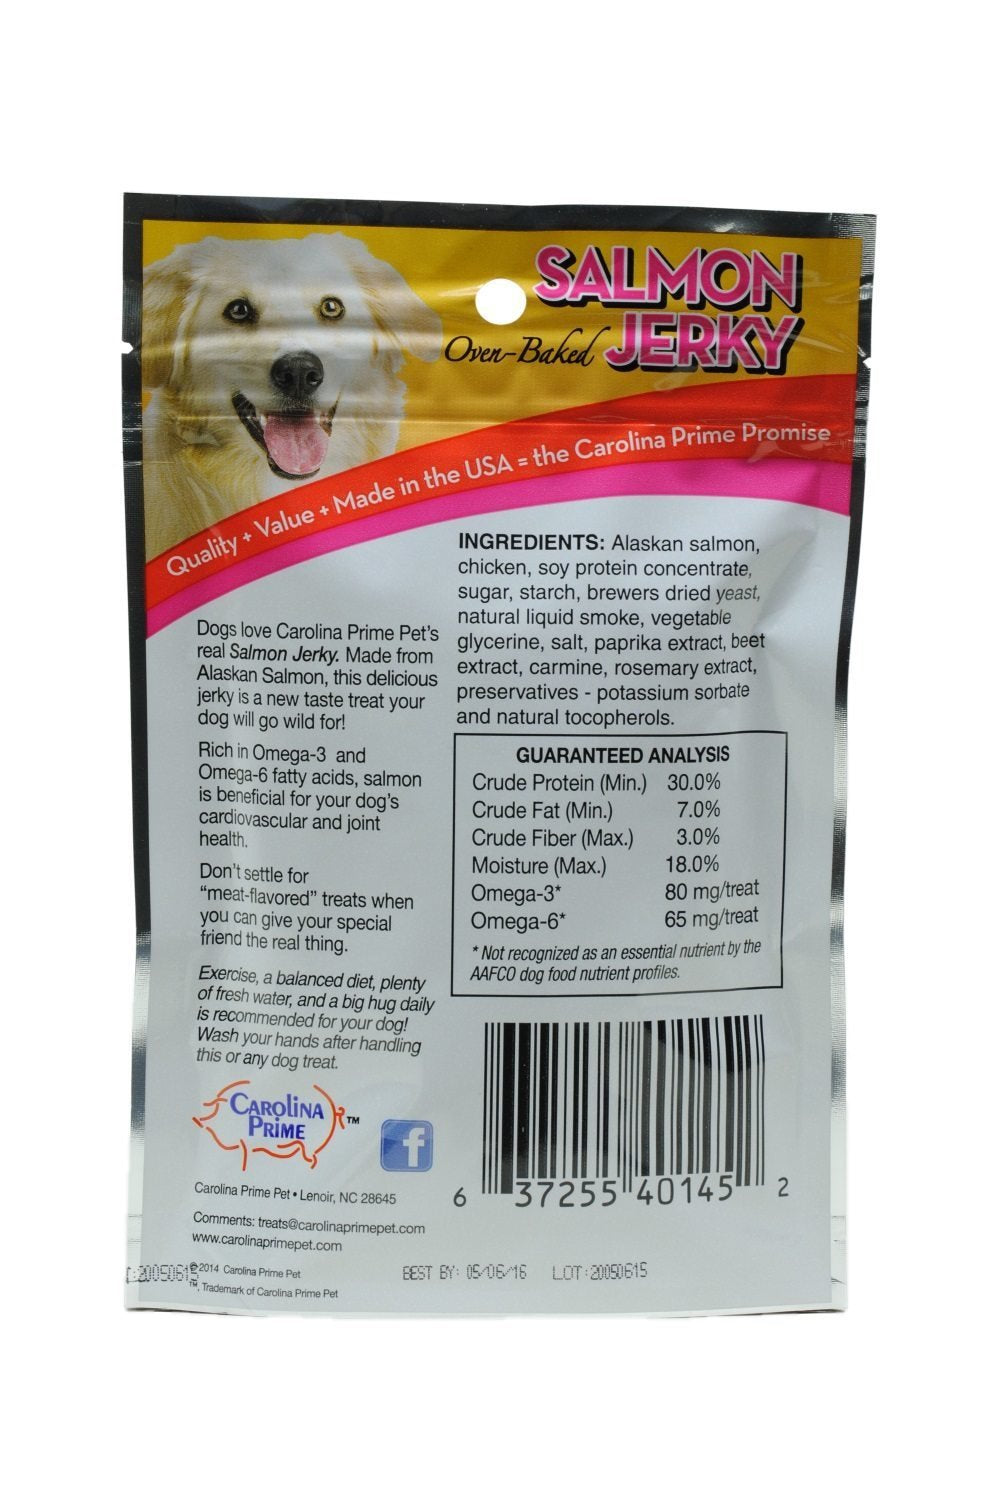 SALMON
Oven-Baked JERKY
Quality + Value + Made in the USA = the Carolina Prime Promise
Dogs love Carolina Prime Pet's
real Salmon Jerky. Made from
Alaskan Salmon, this delicious
jerky is a new taste treat your
dog will go wild for!
Rich in Omega-3 and
Omega-6 fatty acids, salmon
is beneficial for your dog's
cardiovascular and joint
health.
Don't settle for
"meat-flavored" treats when
you can give your special
friend the real thing.
Exercise, a balanced diet, plenty
of fresh water, and a big hug daily
is recommended for your dog!
Wash your hands after handling
this or any dog treat.
CAROLINA
PRIME TM
f
Carolina Prime Pet • Lenoir, NC 28645
Comments: treats@carolinaprimepet.com
www.carolinaprimepet.com
©2014 Carolina Prime Pet
TM, Trademark of Carolina Prime Pet
INGREDIENTS: Alaskan salmon,
chicken, soy protein concentrate,
sugar, starch, brewers dried yeast,
natural liquid smoke, vegetable
glycerine, salt, paprika extract, beet
extract, carmine, rosemary extract,
preservatives - potassium sorbate
and natural tocopherols.
GUARANTEED ANALYSIS
Crude Protein (Min.) 30.0%
Crude Fat (Min.) 7.0%
Crude Fiber (Max.) 3.0%
Moisture (Max.) 18.0%
Omega-3* 80 mg/treat
Omega-6* 65 mg/treat
* Not recognized as an essential nutrient by the
AAFCO dog food nutrient profiles.
6 37255 40145 2
:20050615
BEST BY: 05/06/16 LOT:20050615